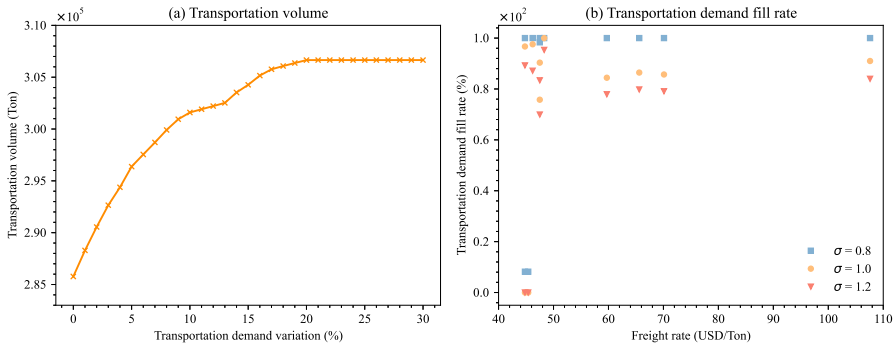 (a) Transportation volume
×10⁵
3.10
3.05
3.00
2.95
2.90
2.85
Transportation volume (Ton)
0 5 10 15 20 25 30
Transportation demand variation (%)
(b) Transportation demand fill rate
×10²
1.0
0.8
0.6
0.4
0.2
0.0
Transportation demand fill rate (%)
σ = 0.8
σ = 1.0
σ = 1.2
40 50 60 70 80 90 100 110
Freight rate (USD/Ton)